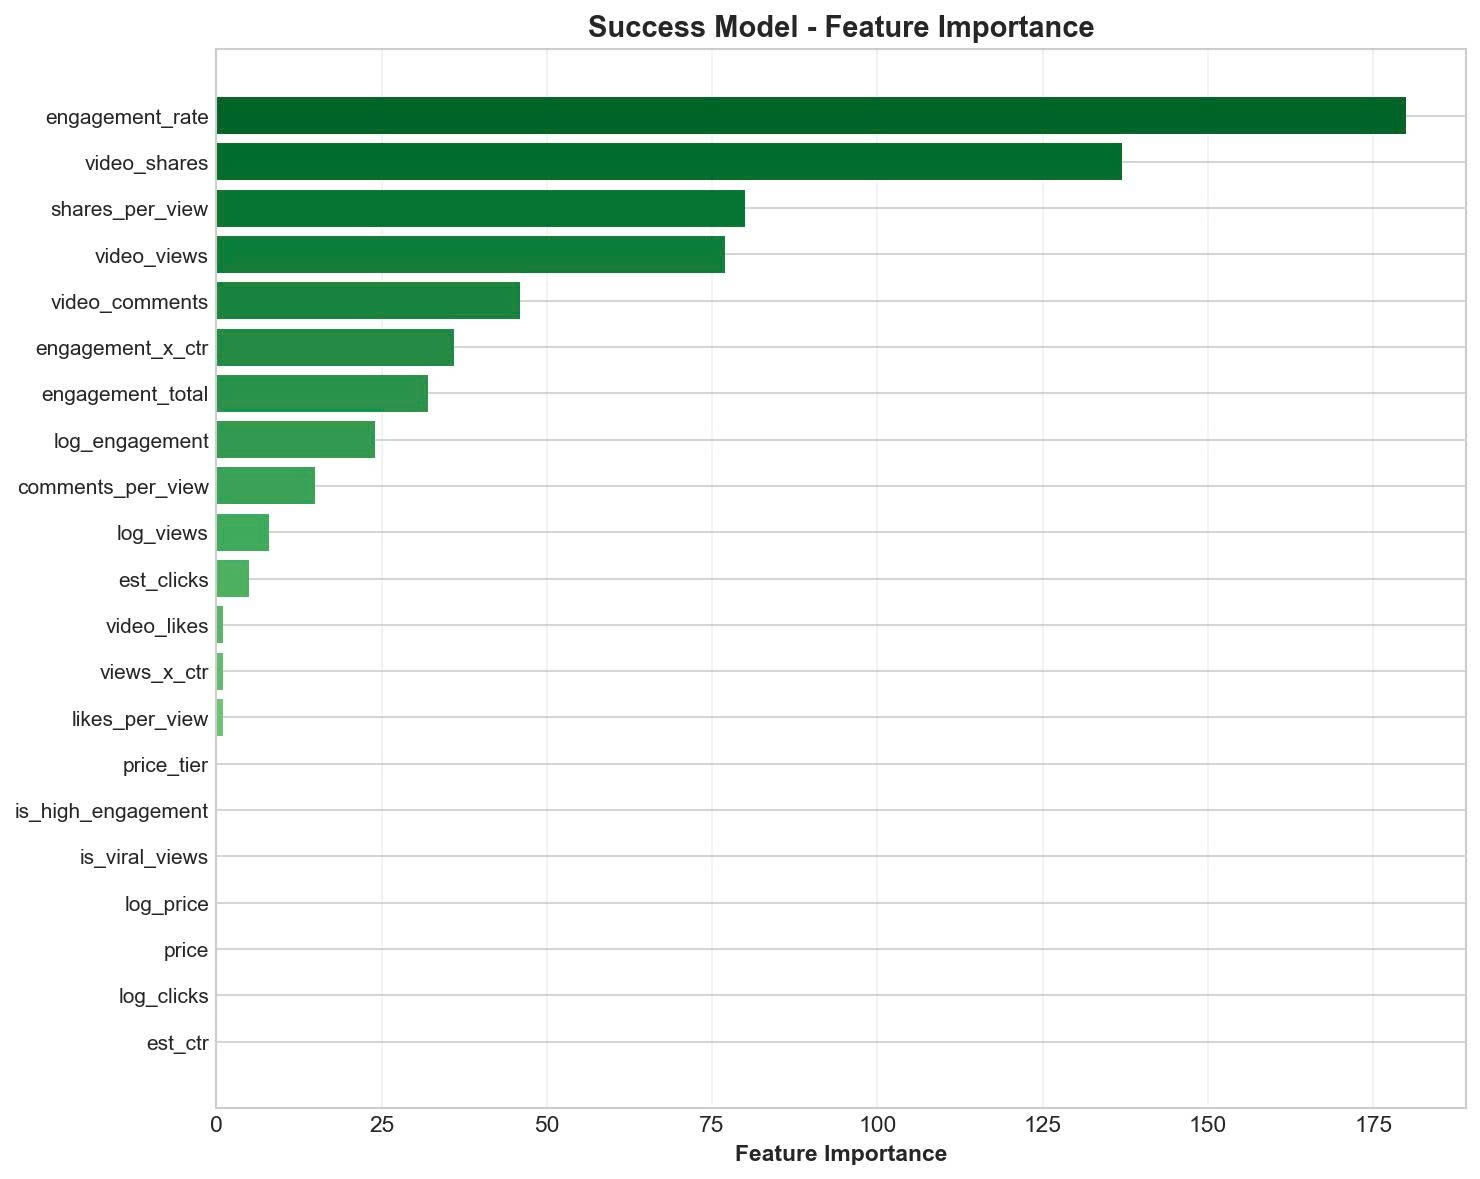 Success Model - Feature Importance
engagement_rate
video_shares
shares_per_view
video_views
video_comments
engagement_x_ctr
engagement_total
log_engagement
comments_per_view
log_views
est_clicks
video_likes
views_x_ctr
likes_per_view
price_tier
is_high_engagement
is_viral_views
log_price
price
log_clicks
est_ctr
0 25 50 75 100 125 150 175
Feature Importance